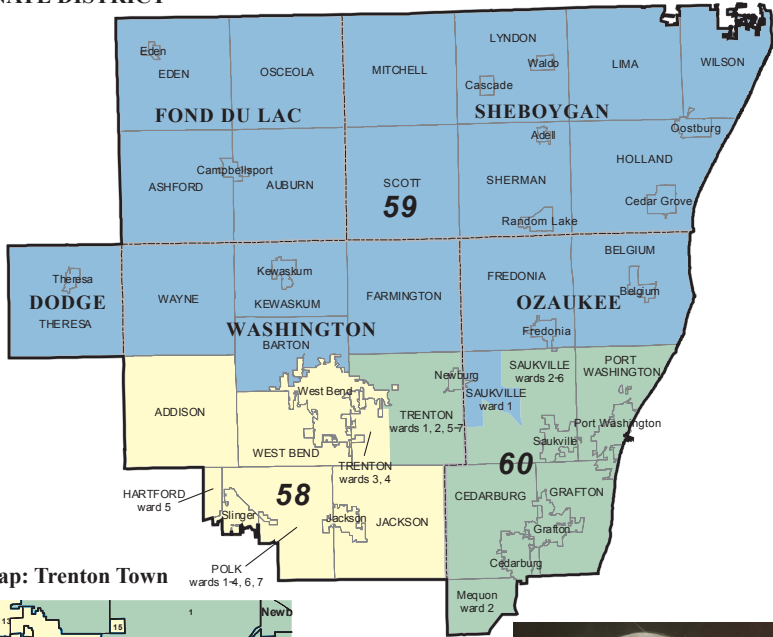 NATE DISTRICT
LYNDON
Eden
EDEN
OSCEOLA
MITCHELL
Waldo
LIMA
WILSON
Cascade
FOND DU LAC
SHEBOYGAN
Oostburg
Adell
HOLLAND
Campbellsport
ASHFORD
AUBURN
SCOTT
SHERMAN
59
Cedar Grove
Random Lake
BELGIUM
Theresa
Kewaskum
FREDONIA
Belgium
DODGE
WAYNE
KEWASKUM
FARMINGTON
OZAUKEE
THERESA
WASHINGTON
Fredonia
BARTON
SAUKVILLE
wards 2-6
PORT
WASHINGTON
Newburg
West Bend
SAUKVILLE
ward 1
ADDISON
TRENTON
wards 1, 2, 5-7
Port Washington
Saukville
WEST BEND
TRENTON
wards 3, 4
60
HARTFORD
ward 5
58
CEDARBURG
GRAFTON
Slinger
Jackson
JACKSON
Grafton
POLK
wards 1-4, 6, 7
Cedarburg
ap: Trenton Town
Mequon
ward 2
13
15
1
Newb